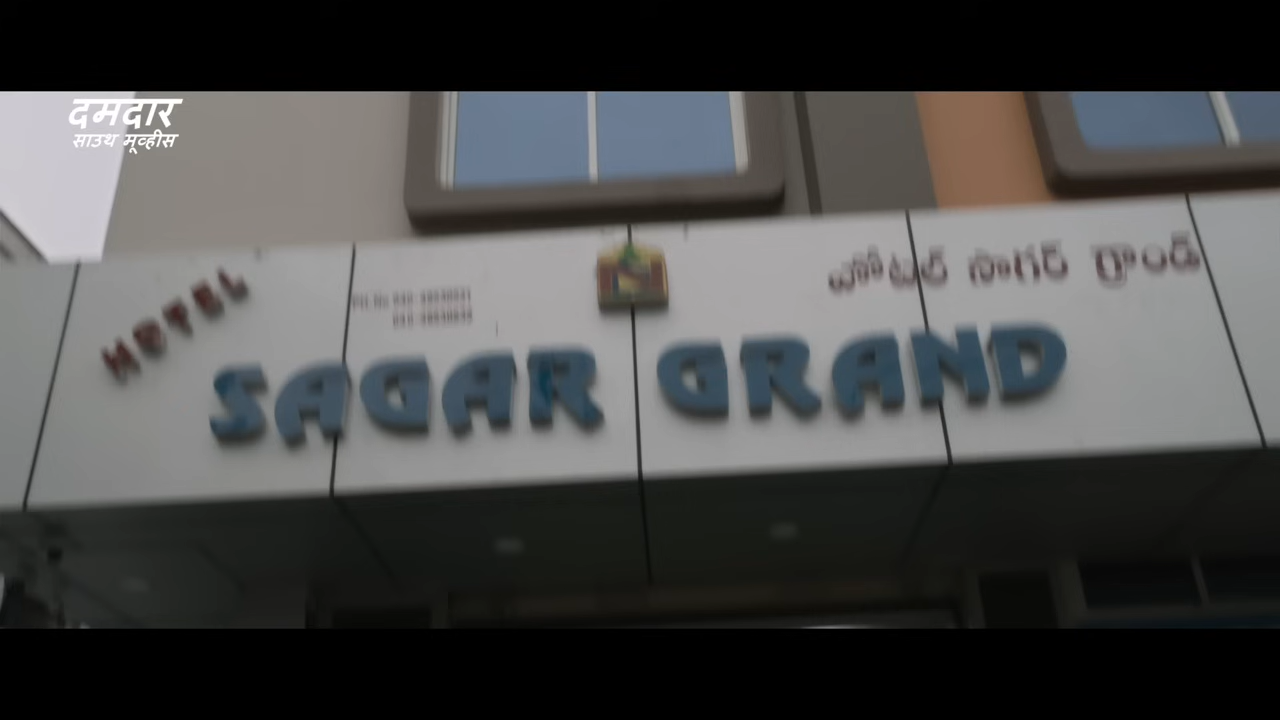 दमदार
साउथ मूव्हीस
HOTEL
హోటల్ సాగర్ గ్రాండ్
SAGAR GRAND